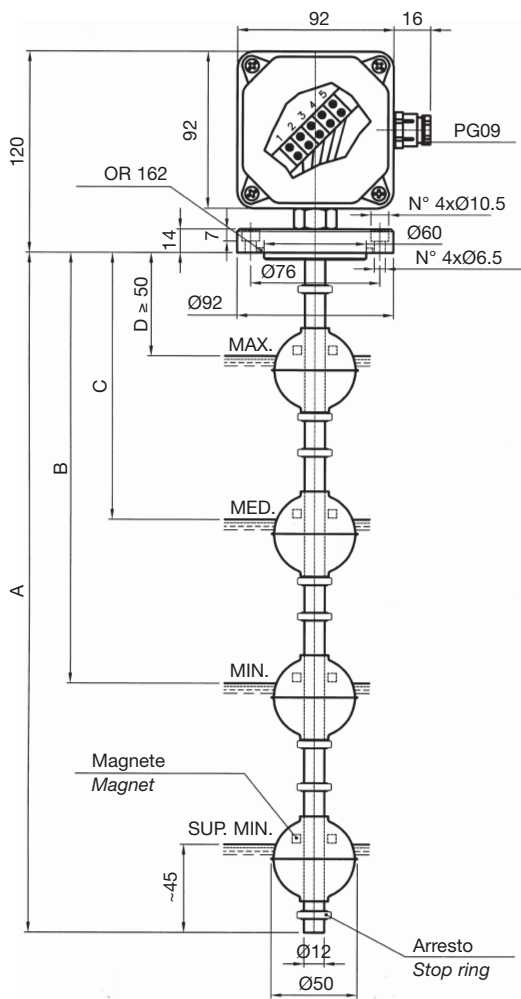 92
16
120
92
1 2 3 4 5
PG09
OR 162
N° 4xØ10.5
14
7
Ø60
Ø76
N° 4xØ6.5
Ø92
D ≥ 50
MAX.
C
B
MED.
A
MIN.
Magnete
Magnet
SUP. MIN.
~45
Ø12
Arresto
Stop ring
Ø50